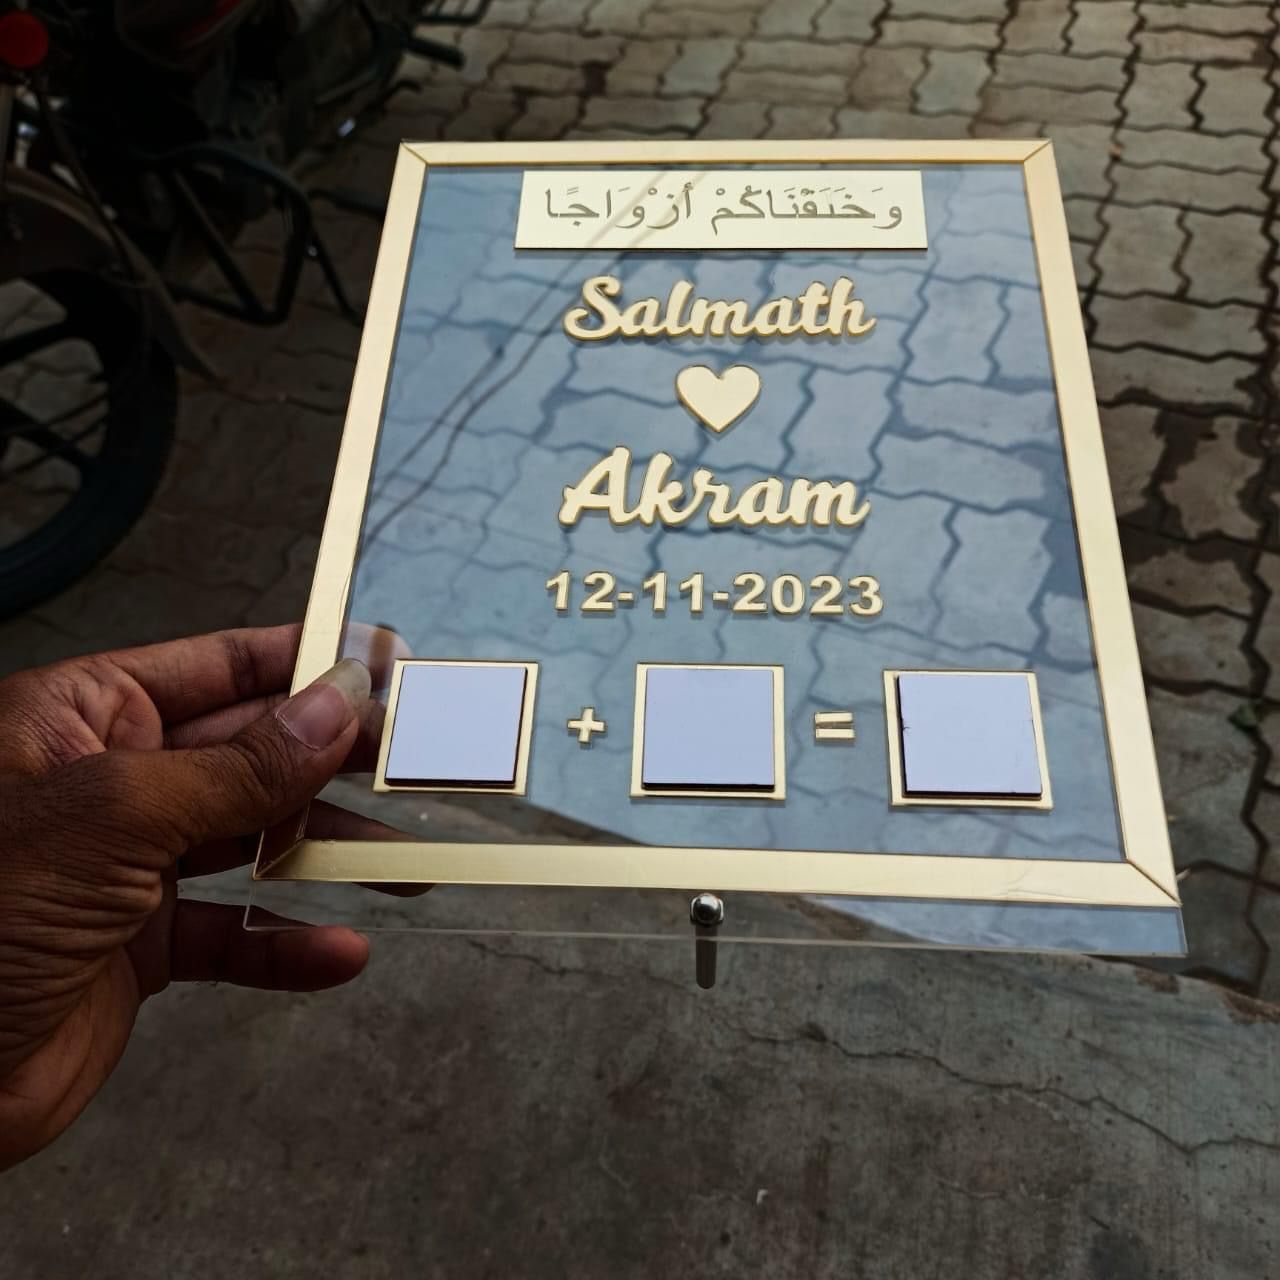 وَخَلَقْنَاكُمْ أَزْوَاجًا
Salmath
Akram
12-11-2023
+ =